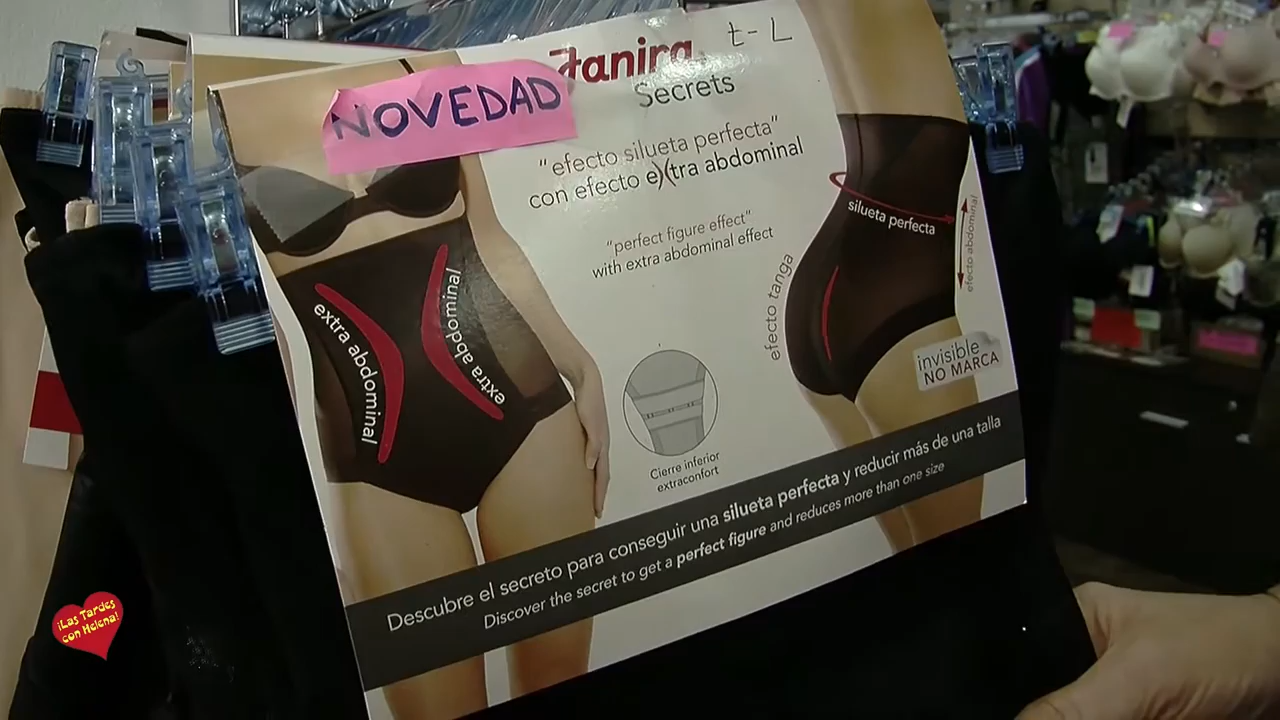 NOVEDAD
Janira
t-L
Secrets
"efecto silueta perfecta"
con efecto e)(tra abdominal
"perfect figure effect"
with extra abdominal effect
extra abdominal
extra abdominal
silueta perfecta
efecto abdominal
efecto tanga
invisible
NO MARCA
Cierre inferior
extraconfort
Descubre el secreto para conseguir una silueta perfecta y reducir más de una talla
Discover the secret to get a perfect figure and reduces more than one size
¡Las Tardes
con Helena!